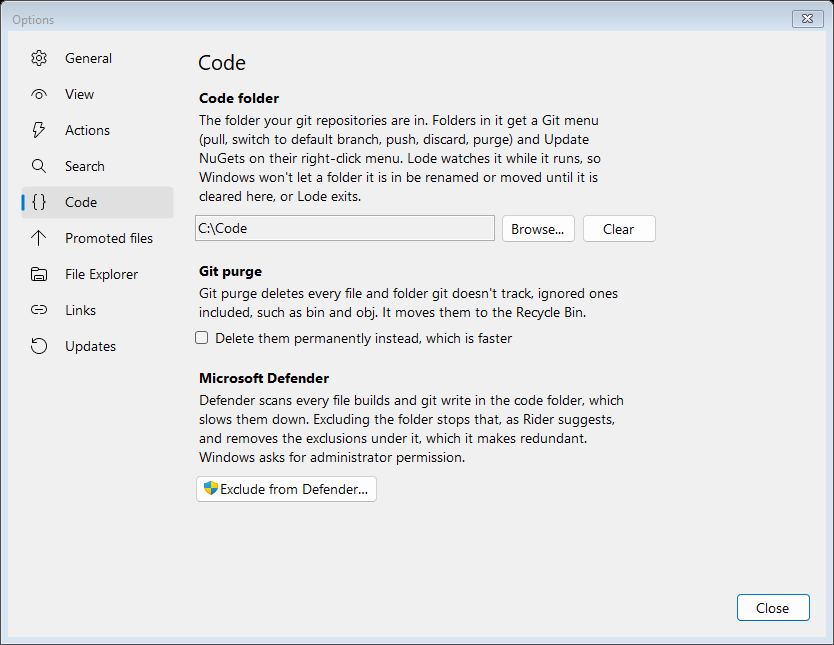 Options
General
View
Actions
Search
Code
Promoted files
File Explorer
Links
Updates
Code
Code folder
The folder your git repositories are in. Folders in it get a Git menu
(pull, switch to default branch, push, discard, purge) and Update
NuGets on their right-click menu. Lode watches it while it runs, so
Windows won't let a folder it is in be renamed or moved until it is
cleared here, or Lode exits.
C:\Code
Browse...
Clear
Git purge
Git purge deletes every file and folder git doesn't track, ignored ones
included, such as bin and obj. It moves them to the Recycle Bin.
Delete them permanently instead, which is faster
Microsoft Defender
Defender scans every file builds and git write in the code folder, which
slows them down. Excluding the folder stops that, as Rider suggests,
and removes the exclusions under it, which it makes redundant.
Windows asks for administrator permission.
Exclude from Defender...
Close